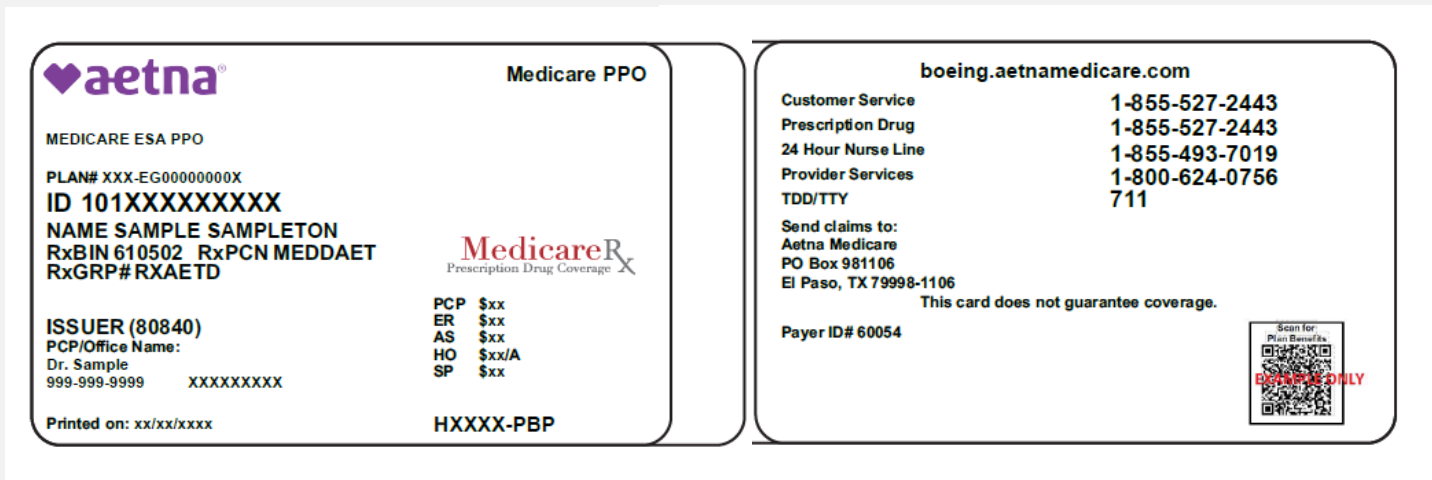 aetna®
Medicare PPO
MEDICARE ESA PPO
PLAN# XXX-EG00000000X
ID 101XXXXXXXXX
NAME SAMPLE SAMPLETON
RxBIN 610502 RxPCN MEDDAET
RxGRP# RXAETD
MedicareRx
Prescription Drug Coverage
PCP $xx
ER $xx
AS $xx
HO $xx/A
SP $xx
ISSUER (80840)
PCP/Office Name:
Dr. Sample
999-999-9999 XXXXXXXXX
Printed on: xx/xx/xxxx
HXXXX-PBP
boeing.aetnamedicare.com
Customer Service 1-855-527-2443
Prescription Drug 1-855-527-2443
24 Hour Nurse Line 1-855-493-7019
Provider Services 1-800-624-0756
TDD/TTY 711
Send claims to:
Aetna Medicare
PO Box 981106
El Paso, TX 79998-1106
This card does not guarantee coverage.
Payer ID# 60054
Scan for
Plan Benefits
EXAMPLE ONLY